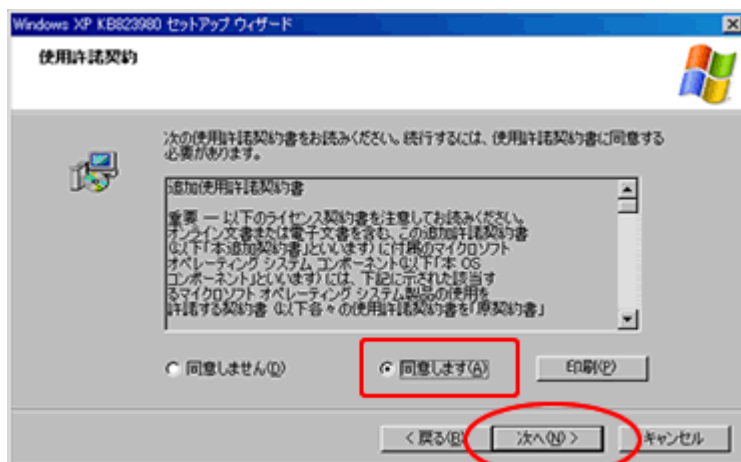 Windows XP KB823980 セットアップ ウィザード
使用許諾契約
次の使用許諾契約書をお読みください。続行するには、使用許諾契約書に同意する
必要があります。
追加使用許諾契約書
重要 ― 以下のライセンス契約書を注意してお読みください。
オンライン文書または電子文書を含む、この追加許諾契約書
(以下「本追加契約書」といいます) に付属のマイクロソフト
オペレーティング システム コンポーネント (以下「本 OS
コンポーネント」といいます) には、下記に示された該当す
るマイクロソフト オペレーティング システム製品の使用を
許諾する契約書 (以下各々の使用許諾契約書を「原契約書」
同意しません(D)
同意します(A)
印刷(P)
< 戻る(B)
次へ(N) >
キャンセル